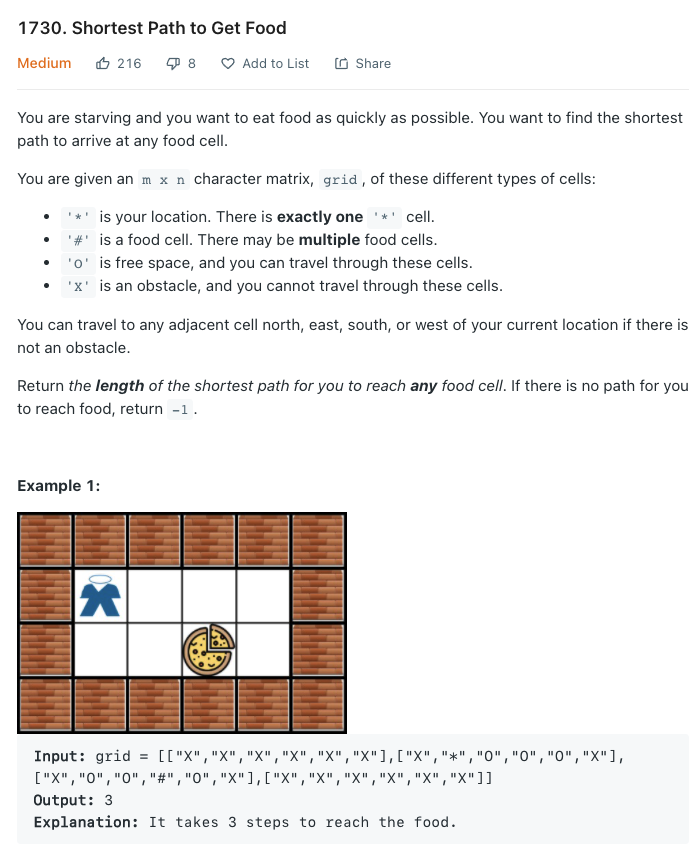 1730. Shortest Path to Get Food
Medium 216 8 Add to List Share
You are starving and you want to eat food as quickly as possible. You want to find the shortest
path to arrive at any food cell.
You are given an m x n character matrix, grid, of these different types of cells:
• '*' is your location. There is exactly one '*' cell.
• '#' is a food cell. There may be multiple food cells.
• 'O' is free space, and you can travel through these cells.
• 'X' is an obstacle, and you cannot travel through these cells.
You can travel to any adjacent cell north, east, south, or west of your current location if there is
not an obstacle.
Return the length of the shortest path for you to reach any food cell. If there is no path for you
to reach food, return -1.
Example 1:
Input: grid = [["X","X","X","X","X","X"],["X","*","O","O","O","X"],
["X","O","O","#","O","X"],["X","X","X","X","X","X"]]
Output: 3
Explanation: It takes 3 steps to reach the food.